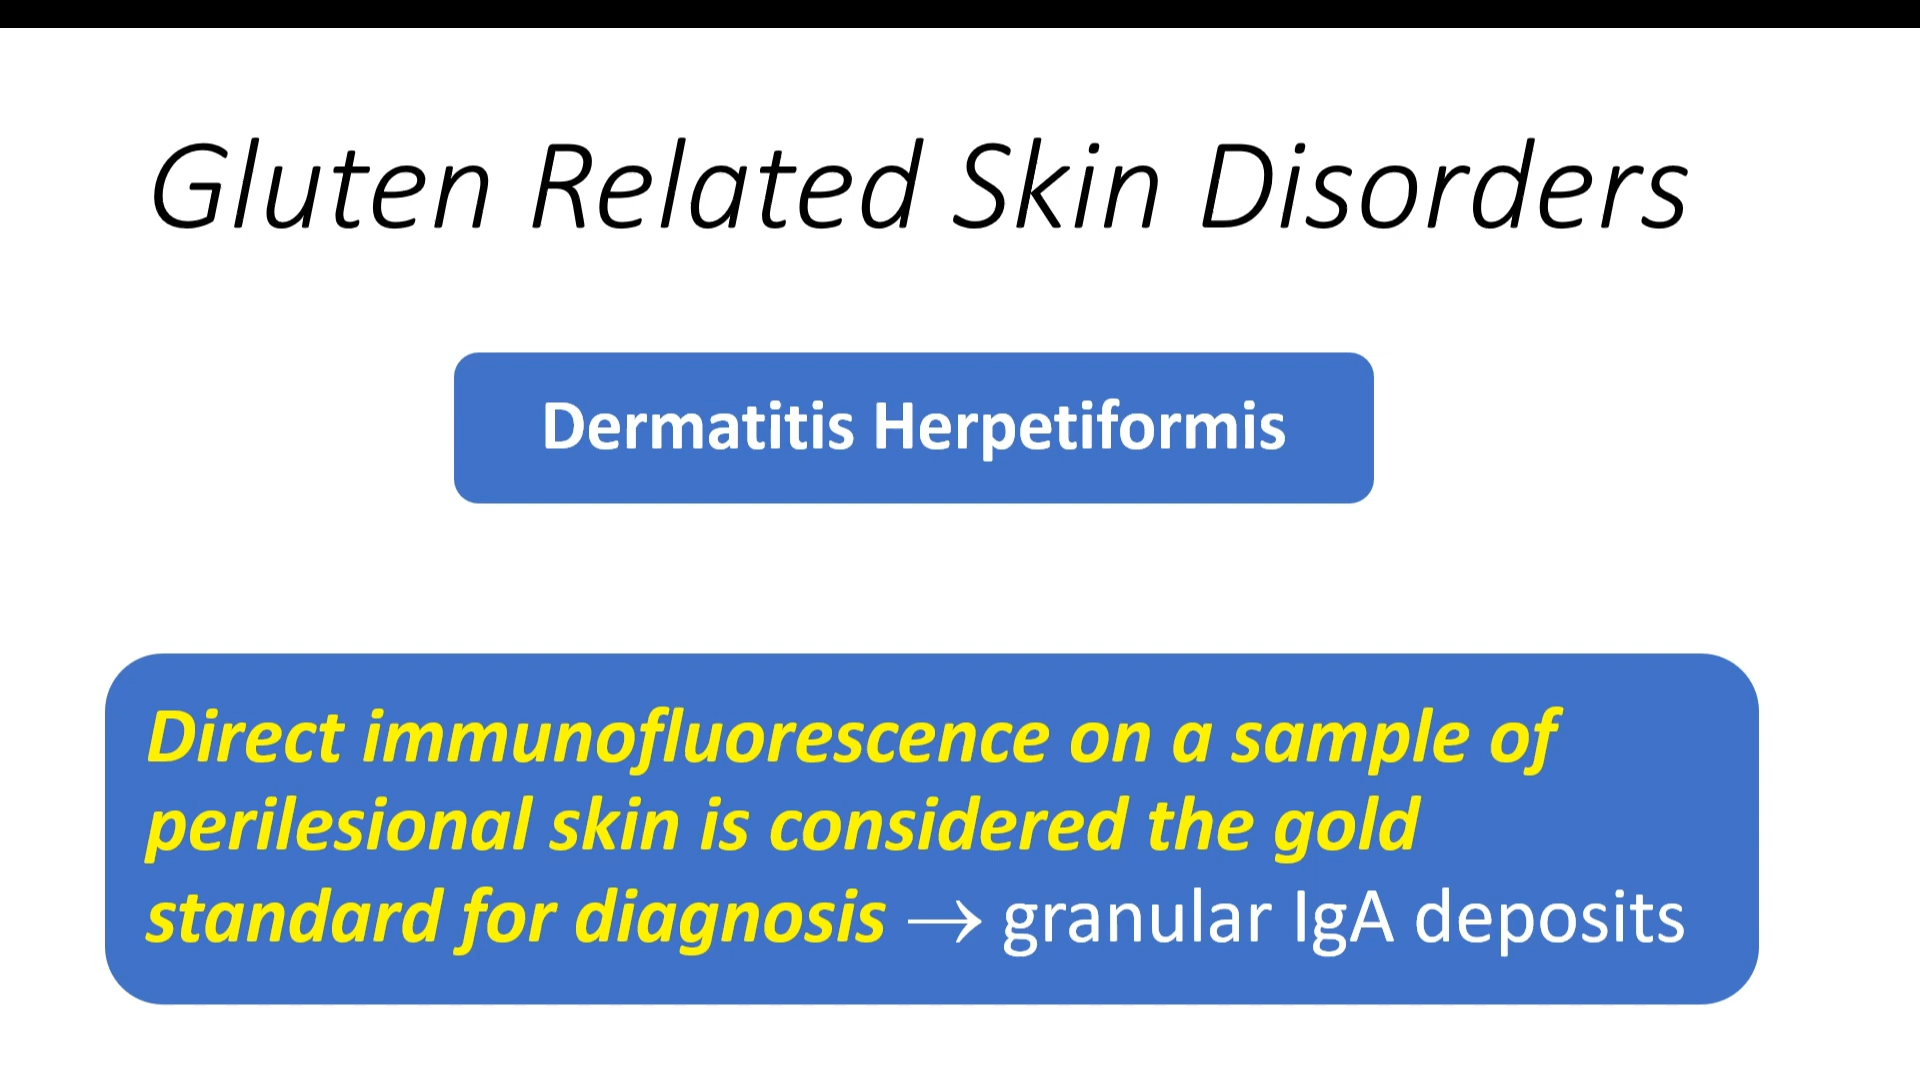 Gluten Related Skin Disorders
Dermatitis Herpetiformis
Direct immunofluorescence on a sample of
perilesional skin is considered the gold
standard for diagnosis → granular IgA deposits